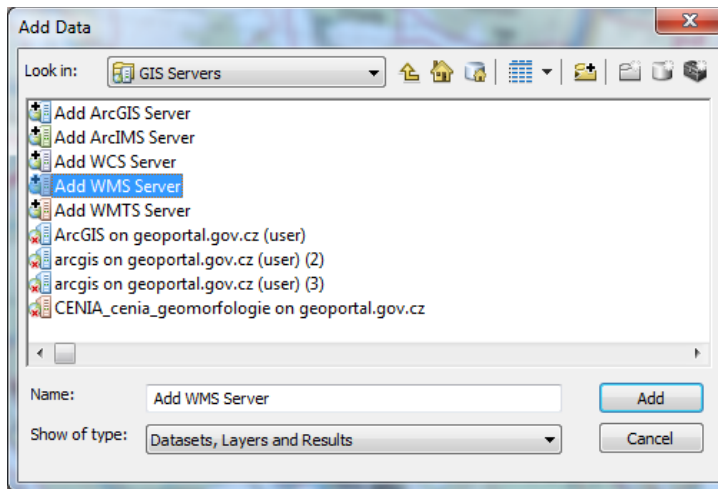 Add Data
Look in: GIS Servers
Add ArcGIS Server
Add ArcIMS Server
Add WCS Server
Add WMS Server
Add WMTS Server
ArcGIS on geoportal.gov.cz (user)
arcgis on geoportal.gov.cz (user) (2)
arcgis on geoportal.gov.cz (user) (3)
CENIA_cenia_geomorfologie on geoportal.gov.cz
Name: Add WMS Server Add
Show of type: Datasets, Layers and Results Cancel